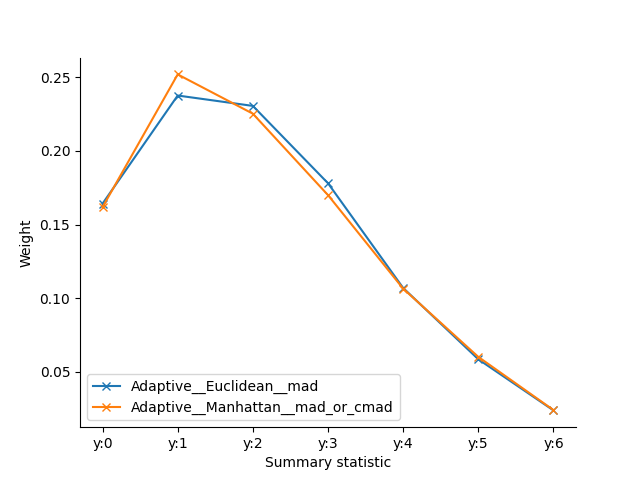 0.25
0.20
0.15
0.10
0.05
Weight
Adaptive__Euclidean__mad
Adaptive__Manhattan__mad_or_cmad
y:0 y:1 y:2 y:3 y:4 y:5 y:6
Summary statistic